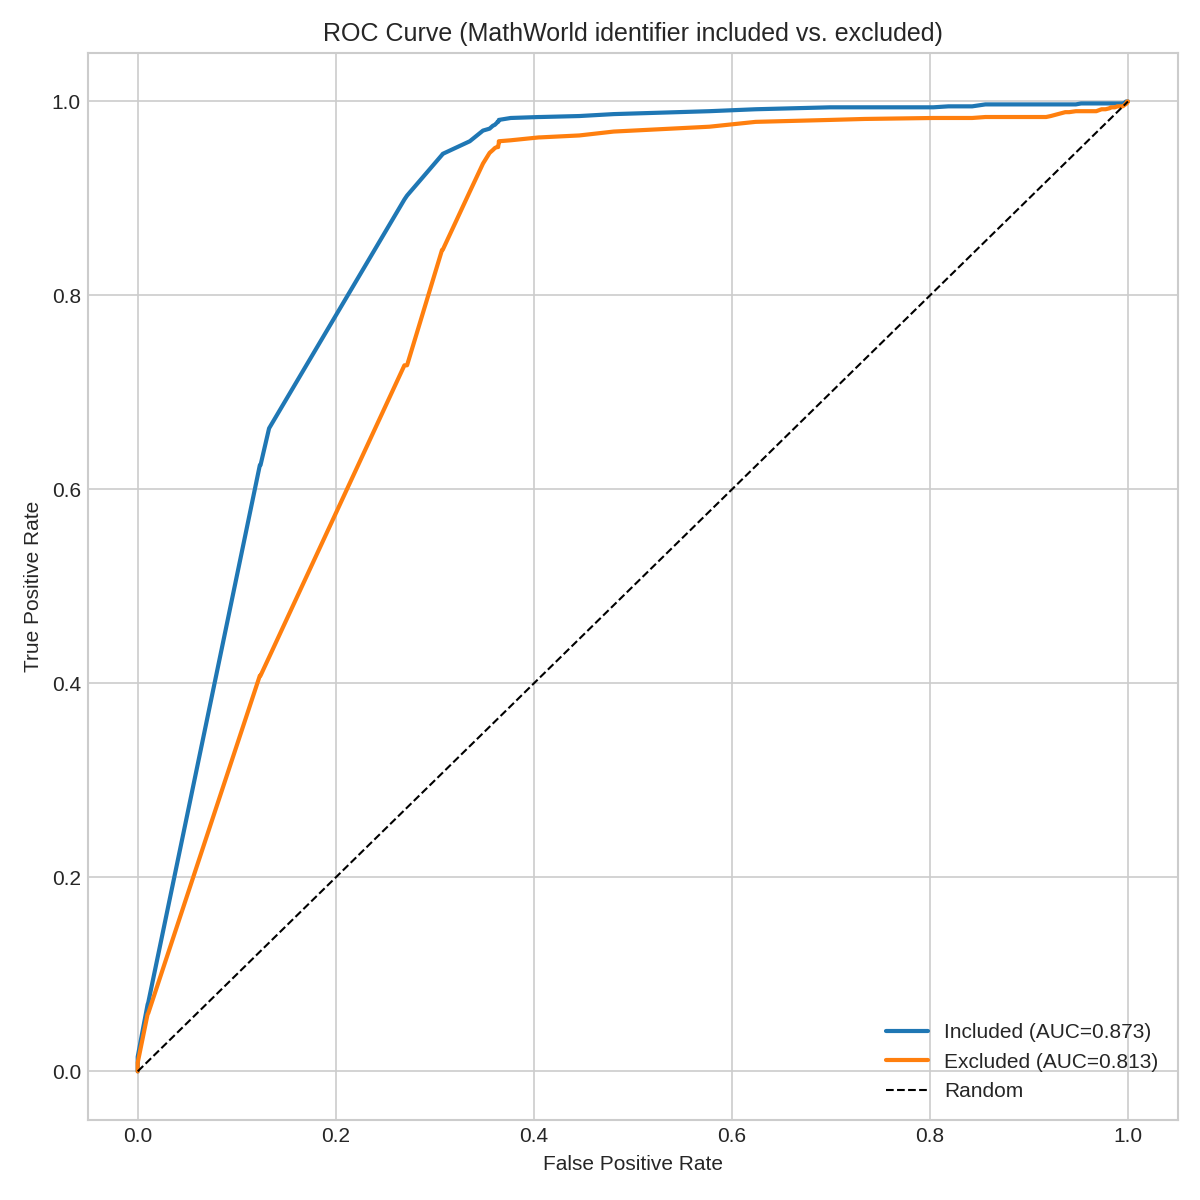 ROC Curve (MathWorld identifier included vs. excluded)
True Positive Rate
1.0
0.8
0.6
0.4
0.2
0.0
Included (AUC=0.873)
Excluded (AUC=0.813)
Random
0.0 0.2 0.4 0.6 0.8 1.0
False Positive Rate